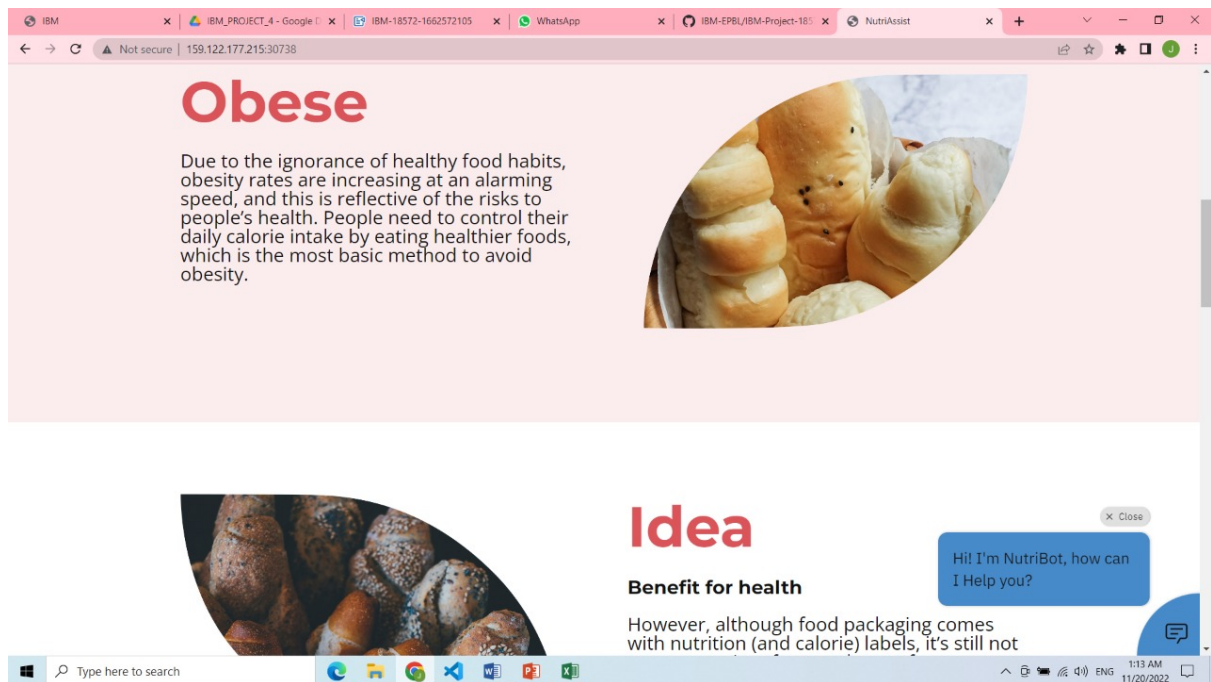 IBM
IBM_PROJECT_4 - Google D
IBM-18572-1662572105
WhatsApp
IBM-EPBL/IBM-Project-185
NutriAssist
Not secure | 159.122.177.215:30738
J
Obese
Due to the ignorance of healthy food habits,
obesity rates are increasing at an alarming
speed, and this is reflective of the risks to
people's health. People need to control their
daily calorie intake by eating healthier foods,
which is the most basic method to avoid
obesity.
Idea
Benefit for health
However, although food packaging comes
with nutrition (and calorie) labels, it's still not
× Close
Hi! I'm NutriBot, how can
I Help you?
Type here to search
ENG
1:13 AM
11/20/2022